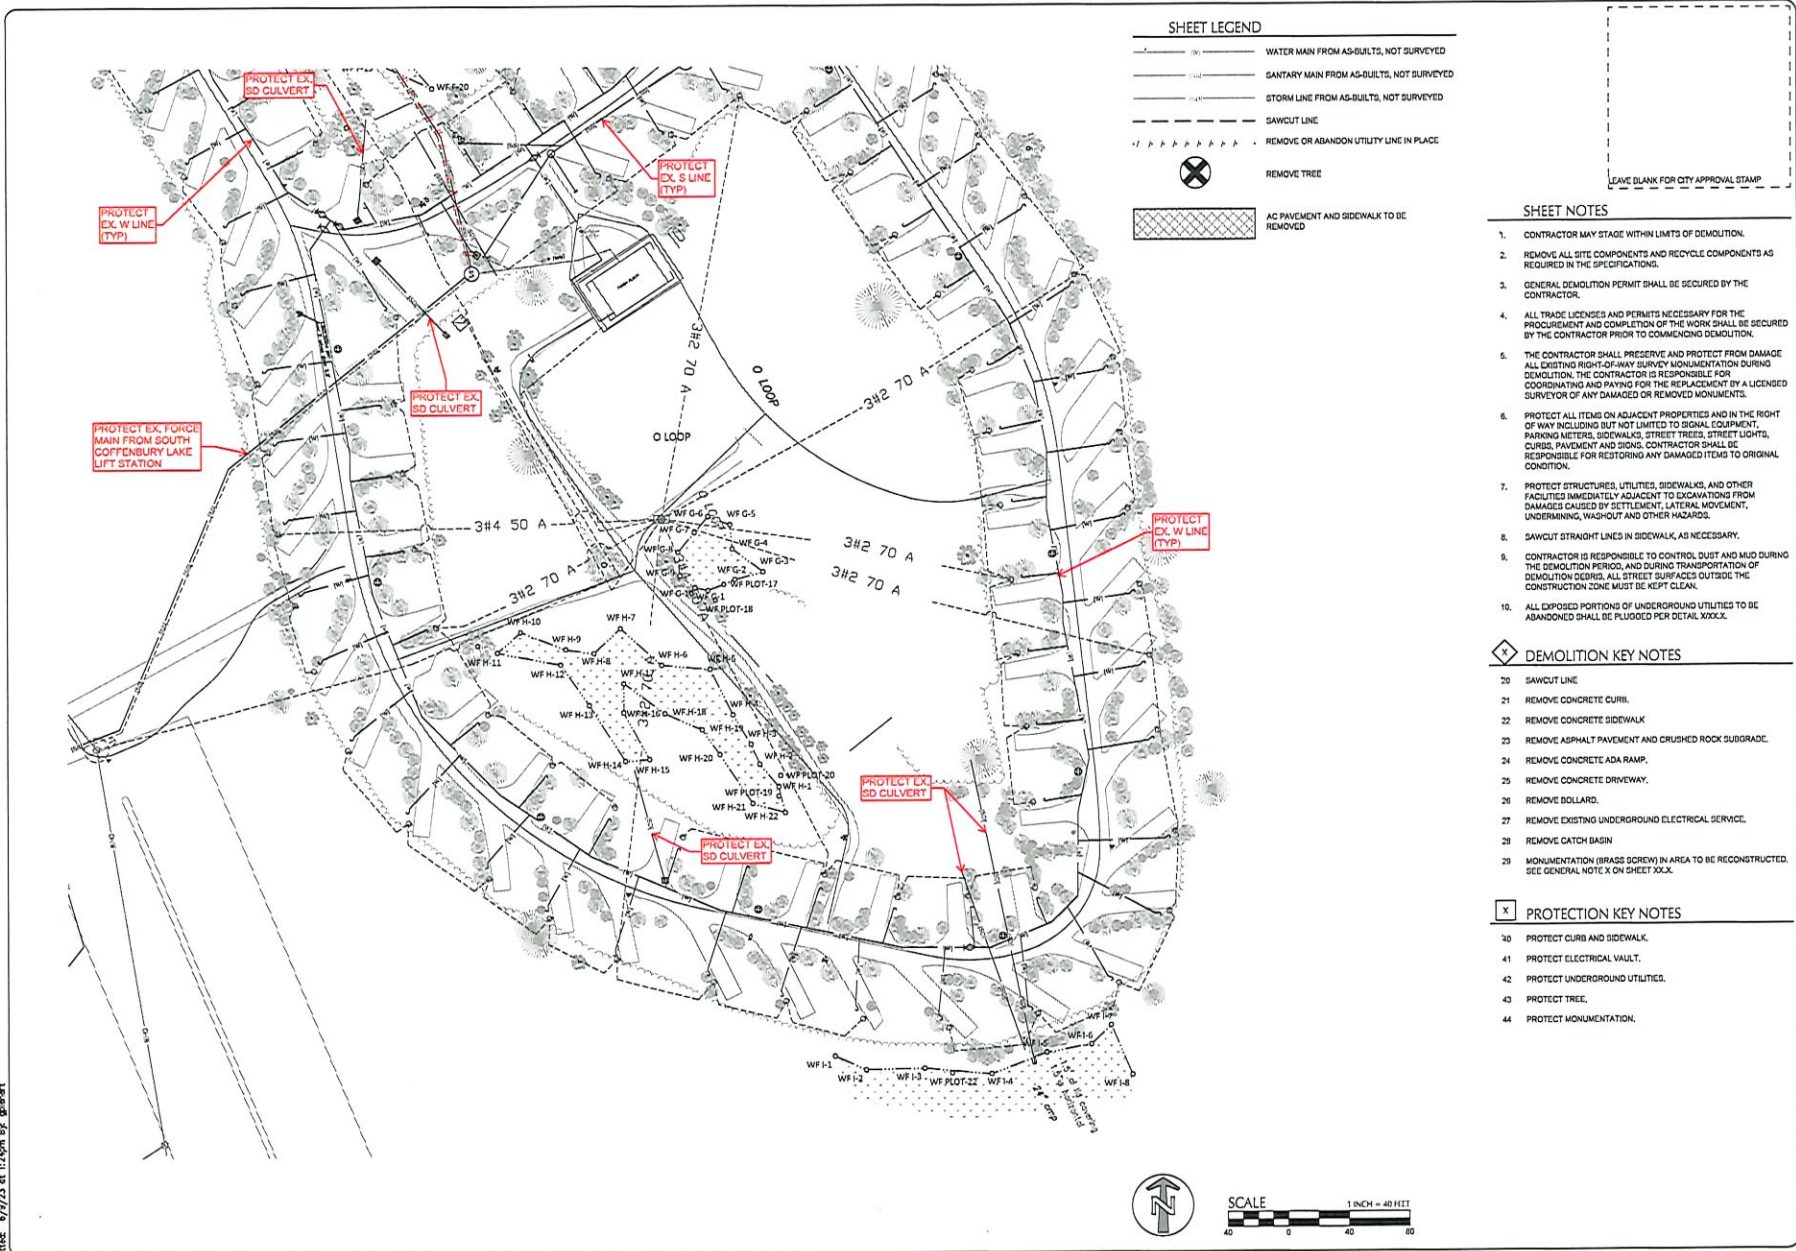 SHEET LEGEND
WATER MAIN FROM AS-BUILTS, NOT SURVEYED
SANTARY MAIN FROM AS-BUILTS, NOT SURVEYED
STORM LINE FROM AS-BUILTS, NOT SURVEYED
SAWCUT LINE
REMOVE OR ABANDON UTILITY LINE IN PLACE
REMOVE TREE
AC PAVEMENT AND SIDEWALK TO BE
REMOVED
LEAVE BLANK FOR CITY APPROVAL STAMP
SHEET NOTES
1. CONTRACTOR MAY STAGE WITHIN LIMITS OF DEMOLITION.
2. REMOVE ALL SITE COMPONENTS AND RECYCLE COMPONENTS AS
REQUIRED IN THE SPECIFICATIONS.
3. GENERAL DEMOLITION PERMIT SHALL BE SECURED BY THE
CONTRACTOR.
4. ALL TRADE LICENSES AND PERMITS NECESSARY FOR THE
PROCUREMENT AND COMPLETION OF THE WORK SHALL BE SECURED
BY THE CONTRACTOR PRIOR TO COMMENCING DEMOLITION.
5. THE CONTRACTOR SHALL PRESERVE AND PROTECT FROM DAMAGE
ALL EXISTING RIGHT-OF-WAY SURVEY MONUMENTATION DURING
DEMOLITION. THE CONTRACTOR IS RESPONSIBLE FOR
COORDINATING AND PAYING FOR THE REPLACEMENT BY A LICENSED
SURVEYOR OF ANY DAMAGED OR REMOVED MONUMENTS.
6. PROTECT ALL ITEMS ON ADJACENT PROPERTIES AND IN THE RIGHT
OF WAY INCLUDING BUT NOT LIMITED TO SIGNAL EQUIPMENT,
PARKING METERS, SIDEWALKS, STREET TREES, STREET LIGHTS,
CURBS, PAVEMENT AND SIGNS. CONTRACTOR SHALL BE
RESPONSIBLE FOR RESTORING ANY DAMAGED ITEMS TO ORIGINAL
CONDITION.
7. PROTECT STRUCTURES, UTILITIES, SIDEWALKS, AND OTHER
FACILITIES IMMEDIATELY ADJACENT TO EXCAVATIONS FROM
DAMAGES CAUSED BY SETTLEMENT, LATERAL MOVEMENT,
UNDERMINING, WASHOUT AND OTHER HAZARDS.
8. SAWCUT STRAIGHT LINES IN SIDEWALK, AS NECESSARY.
9. CONTRACTOR IS RESPONSIBLE TO CONTROL DUST AND MUD DURING
THE DEMOLITION PERIOD, AND DURING TRANSPORTATION OF
DEMOLITION DEBRIS. ALL STREET SURFACES OUTSIDE THE
CONSTRUCTION ZONE MUST BE KEPT CLEAN.
10. ALL EXPOSED PORTIONS OF UNDERGROUND UTILITIES TO BE
ABANDONED SHALL BE PLUGGED PER DETAIL X/XX.X.
X DEMOLITION KEY NOTES
20 SAWCUT LINE
21 REMOVE CONCRETE CURB.
22 REMOVE CONCRETE SIDEWALK
23 REMOVE ASPHALT PAVEMENT AND CRUSHED ROCK SUBGRADE.
24 REMOVE CONCRETE ADA RAMP.
25 REMOVE CONCRETE DRIVEWAY.
26 REMOVE BOLLARD.
27 REMOVE EXISTING UNDERGROUND ELECTRICAL SERVICE.
28 REMOVE CATCH BASIN
29 MONUMENTATION (BRASS SCREW) IN AREA TO BE RECONSTRUCTED.
SEE GENERAL NOTE X ON SHEET XX.X.
X PROTECTION KEY NOTES
40 PROTECT CURB AND SIDEWALK.
41 PROTECT ELECTRICAL VAULT.
42 PROTECT UNDERGROUND UTILITIES.
43 PROTECT TREE.
44 PROTECT MONUMENTATION.
PROTECT EX.
SD CULVERT
WF F-20
PROTECT
EX. S LINE
(TYP)
PROTECT
EX. W LINE
(TYP)
PROTECT EX.
SD CULVERT
PROTECT EX. FORCE
MAIN FROM SOUTH
COFFENBURY LAKE
LIFT STATION
3#2 70 A
O LOOP
3#2 70 A
O LOOP
3#4 50 A
3#2 70 A
3#2 70 A
3#2 70 A
PROTECT
EX. W LINE
(TYP)
WF G-6
WF G-5
WF G-7
WF G-4
WF G-8
WF G-3
WF G-2
WF PLOT-17
WF G-1
WF PLOT-18
WF H-7
WF H-10
WF H-9
WF H-8
WF H-6
WF H-5
WF H-11
WF H-12
WF H-17
WF H-13
WF H-16
WF H-18
WF H-4
WF H-19
WF H-3
WF H-2
WF H-20
WF H-14
WF H-15
WF PLOT-20
WF H-1
WF PLOT-19
WF H-21
WF H-22
PROTECT EX.
SD CULVERT
PROTECT EX.
SD CULVERT
WF I-7
WF I-6
WF I-5
WF I-1
WF I-2
WF I-3
WF PLOT-22
WF I-4
WF I-8
24" cmp
N
SCALE
1 INCH = 40 FEET
40 0 40 80